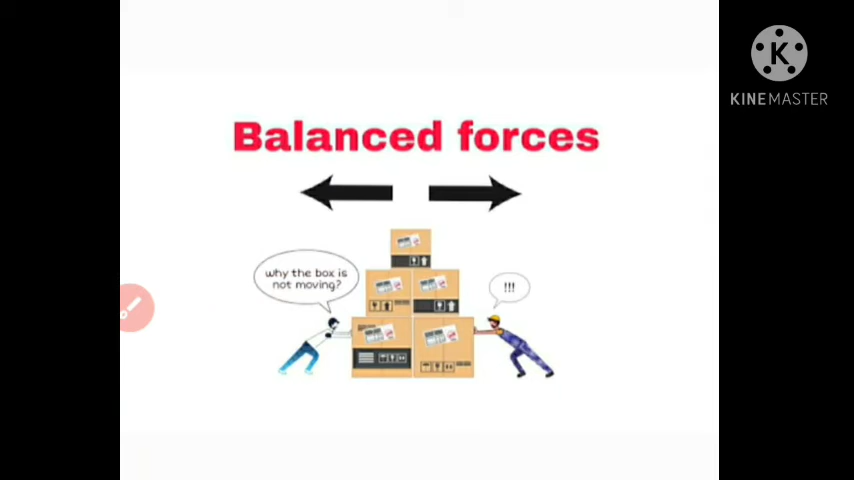 KINEMASTER
Balanced forces
why the box is
not moving?
!!!